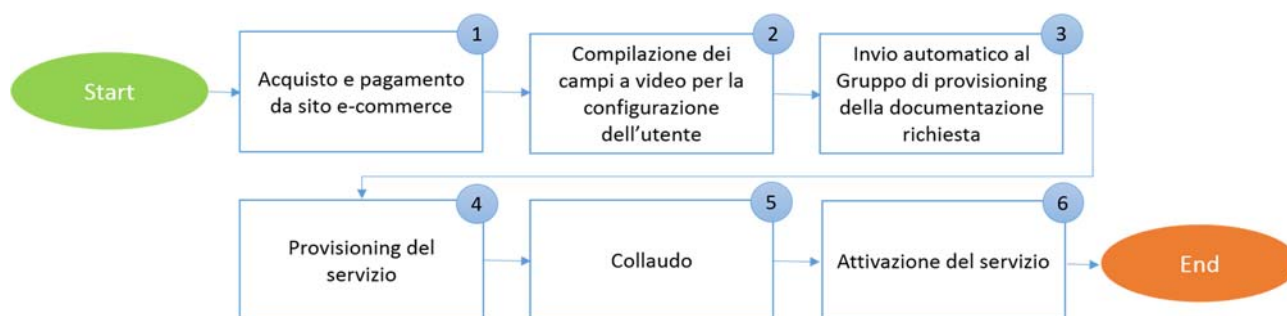 Start
1
Acquisto e pagamento
da sito e-commerce
2
Compilazione dei
campi a video per la
configurazione
dell'utente
3
Invio automatico al
Gruppo di provisioning
della documentazione
richiesta
4
Provisioning del
servizio
5
Collaudo
6
Attivazione del servizio
End